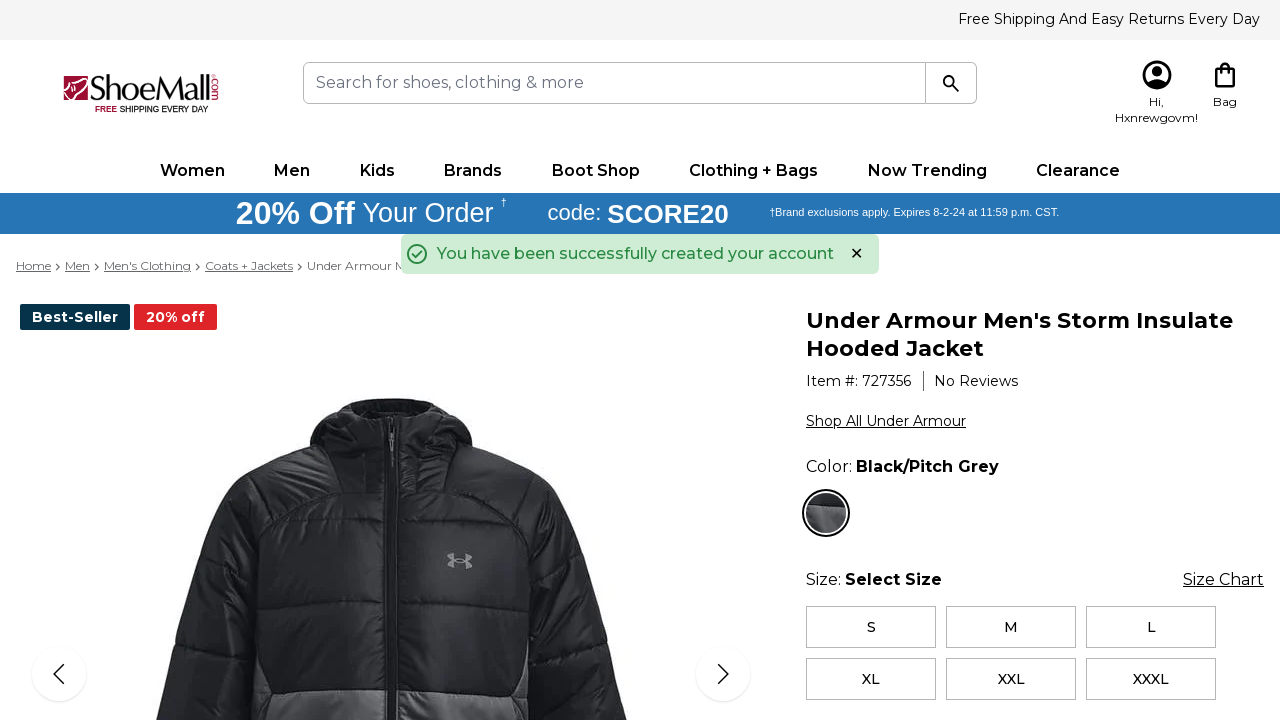 Free Shipping And Easy Returns Every Day
ShoeMall.com
FREE SHIPPING EVERY DAY
Search for shoes, clothing & more
Hi, Hxnrewgovm!
Bag
Women Men Kids Brands Boot Shop Clothing + Bags Now Trending Clearance
20% Off Your Order † code: SCORE20 †Brand exclusions apply. Expires 8-2-24 at 11:59 p.m. CST.
You have been successfully created your account
Home Men Men's Clothing Coats + Jackets Under Armour
Best-Seller 20% off
Under Armour Men's Storm Insulate
Hooded Jacket
Item #: 727356 No Reviews
Shop All Under Armour
Color: Black/Pitch Grey
Size: Select Size Size Chart
S M L
XL XXL XXXL